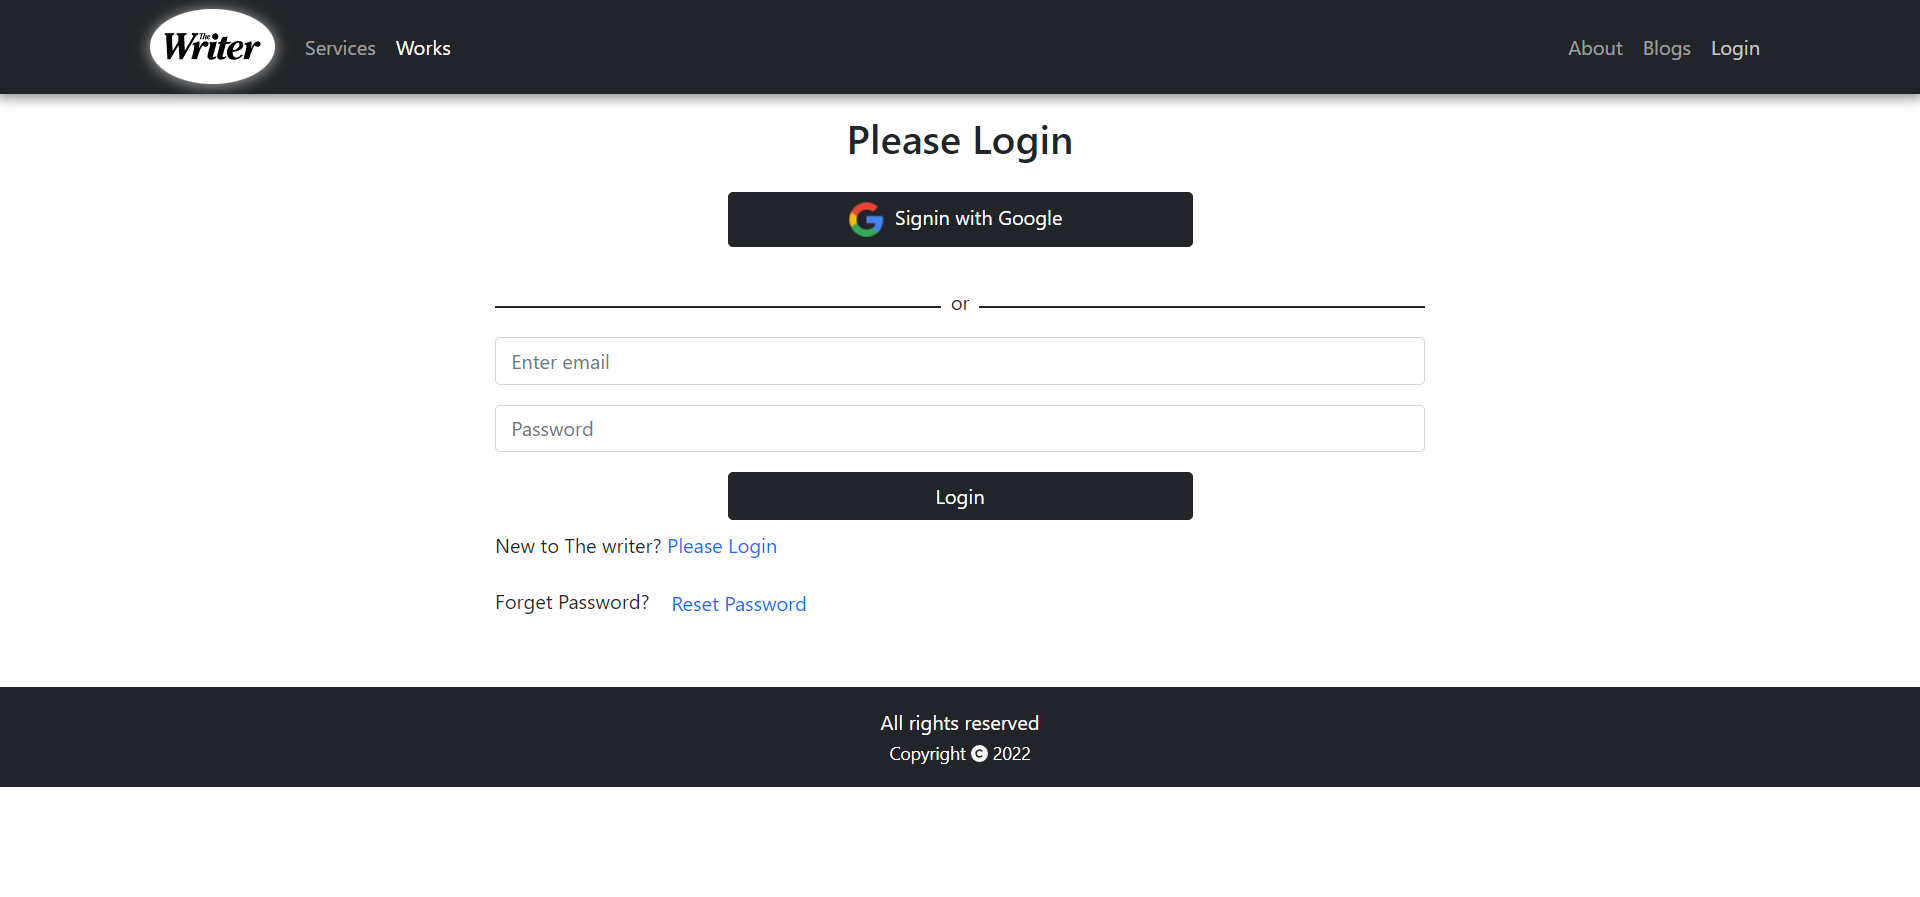 The Writer Services Works About Blogs Login
Please Login
Signin with Google
or
Enter email
Password
Login
New to The writer? Please Login
Forget Password? Reset Password
All rights reserved
Copyright © 2022